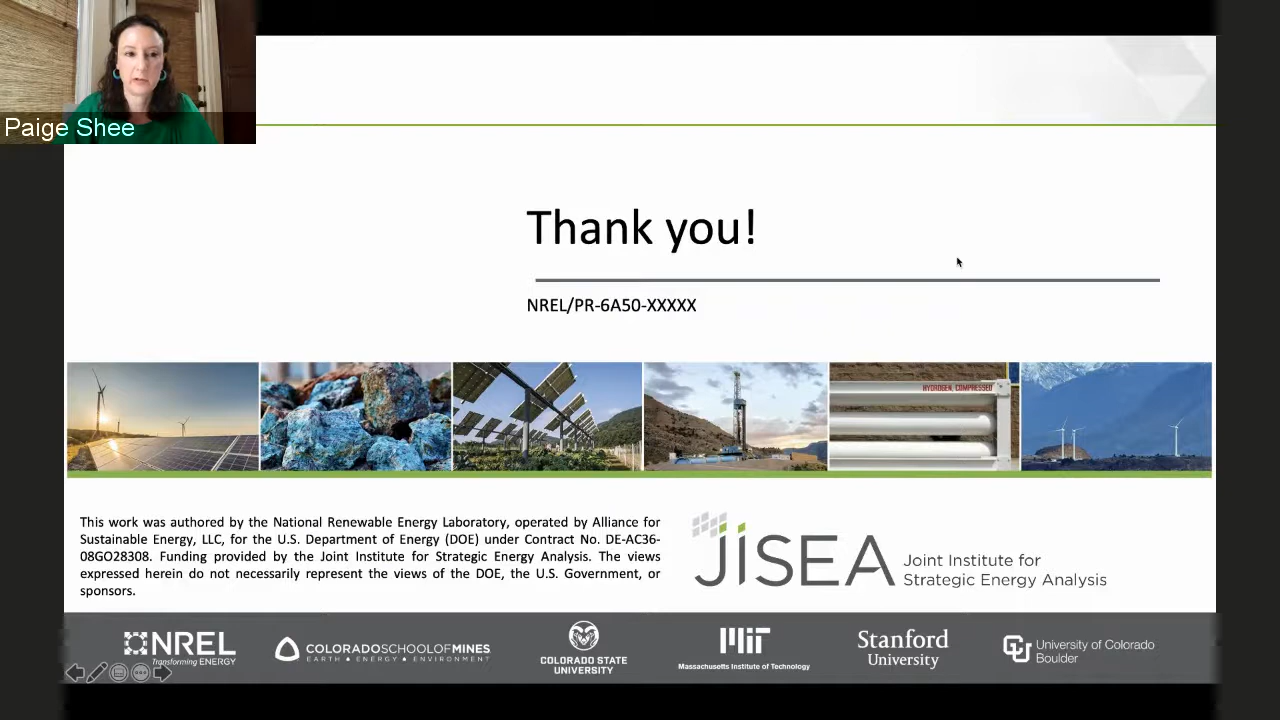 Paige Shee
Thank you!
NREL/PR-6A50-XXXXX
HYDROGEN, COMPRESSED
This work was authored by the National Renewable Energy Laboratory, operated by Alliance for
Sustainable Energy, LLC, for the U.S. Department of Energy (DOE) under Contract No. DE-AC36-
08GO28308. Funding provided by the Joint Institute for Strategic Energy Analysis. The views
expressed herein do not necessarily represent the views of the DOE, the U.S. Government, or
sponsors.
JISEA
Joint Institute for
Strategic Energy Analysis
NREL
Transforming ENERGY
COLORADOSCHOOLOFMINES
EARTH ♦ ENERGY ♦ ENVIRONMENT
COLORADO STATE
UNIVERSITY
MIT
Massachusetts Institute of Technology
Stanford
University
CU
University of Colorado
Boulder